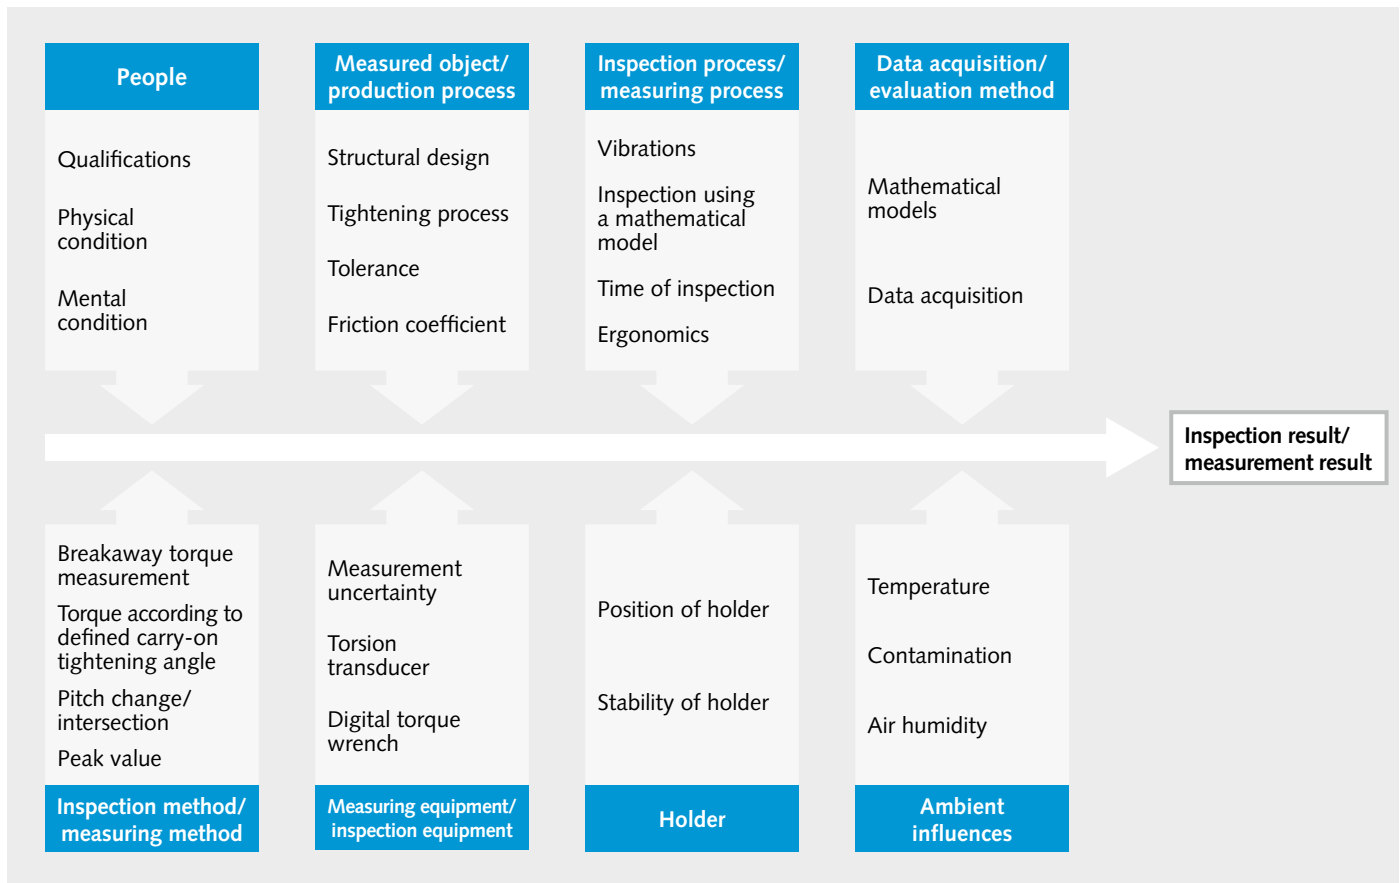 People
Qualifications
Physical
condition
Mental
condition
Measured object/
production process
Structural design
Tightening process
Tolerance
Friction coefficient
Inspection process/
measuring process
Vibrations
Inspection using
a mathematical
model
Time of inspection
Ergonomics
Data acquisition/
evaluation method
Mathematical
models
Data acquisition
Inspection result/
measurement result
Breakaway torque
measurement
Torque according to
defined carry-on
tightening angle
Pitch change/
intersection
Peak value
Inspection method/
measuring method
Measurement
uncertainty
Torsion
transducer
Digital torque
wrench
Measuring equipment/
inspection equipment
Position of holder
Stability of holder
Holder
Temperature
Contamination
Air humidity
Ambient
influences